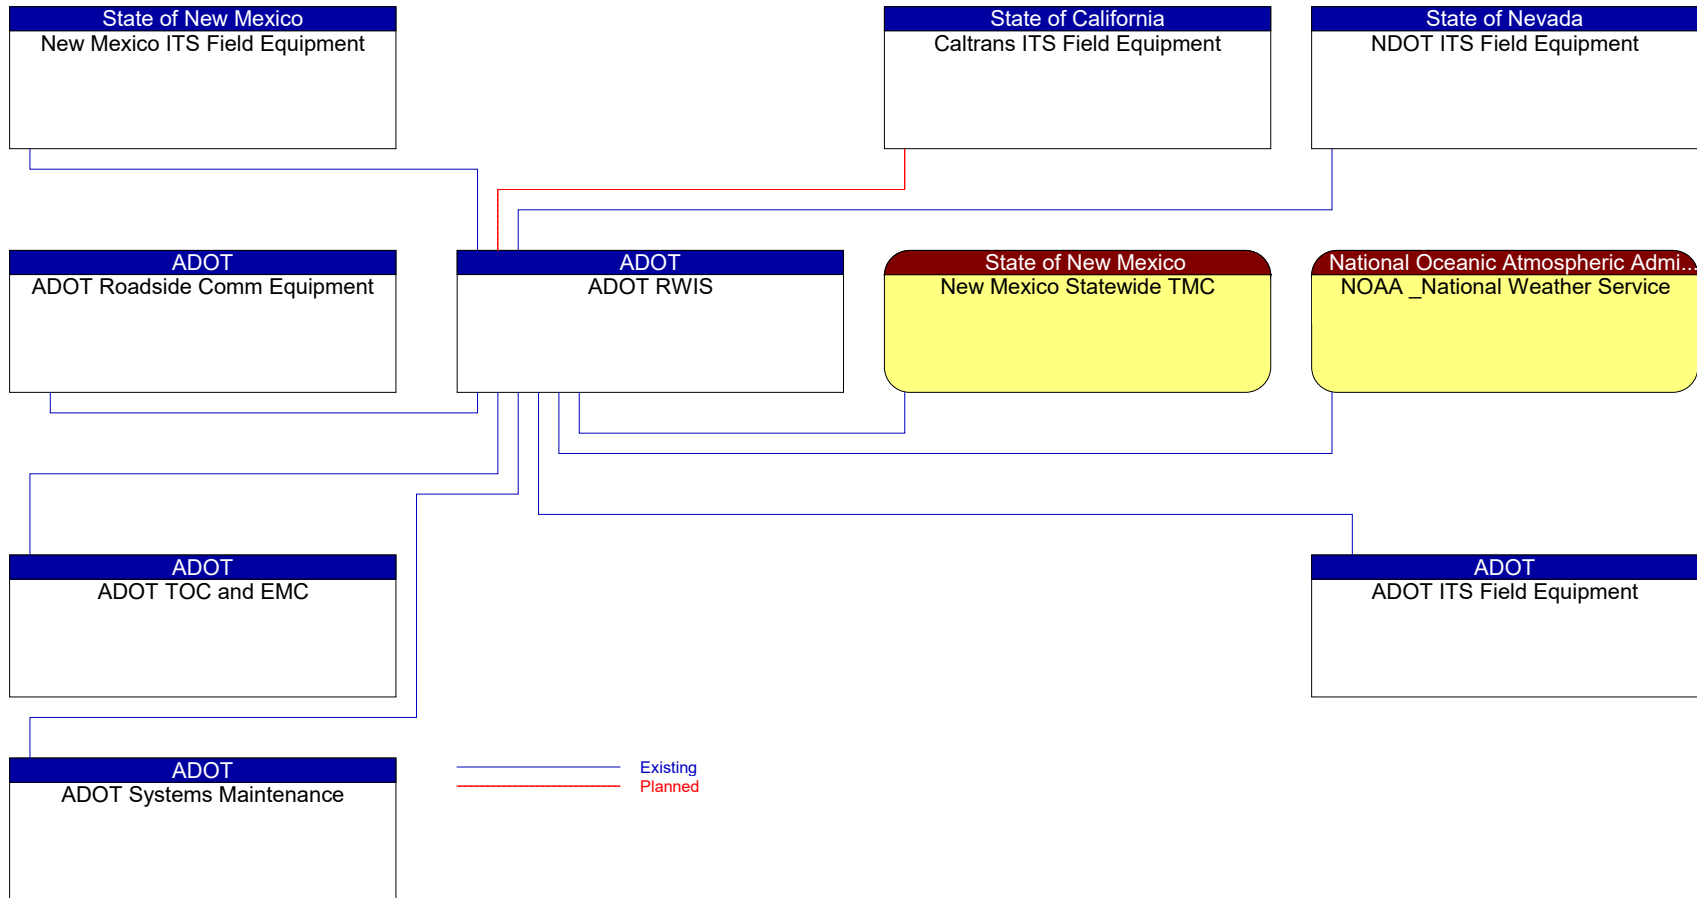 State of New Mexico
New Mexico ITS Field Equipment
State of California
Caltrans ITS Field Equipment
State of Nevada
NDOT ITS Field Equipment
ADOT
ADOT Roadside Comm Equipment
ADOT
ADOT RWIS
State of New Mexico
New Mexico Statewide TMC
National Oceanic Atmospheric Admi...
NOAA _National Weather Service
ADOT
ADOT TOC and EMC
ADOT
ADOT ITS Field Equipment
ADOT
ADOT Systems Maintenance
Existing
Planned